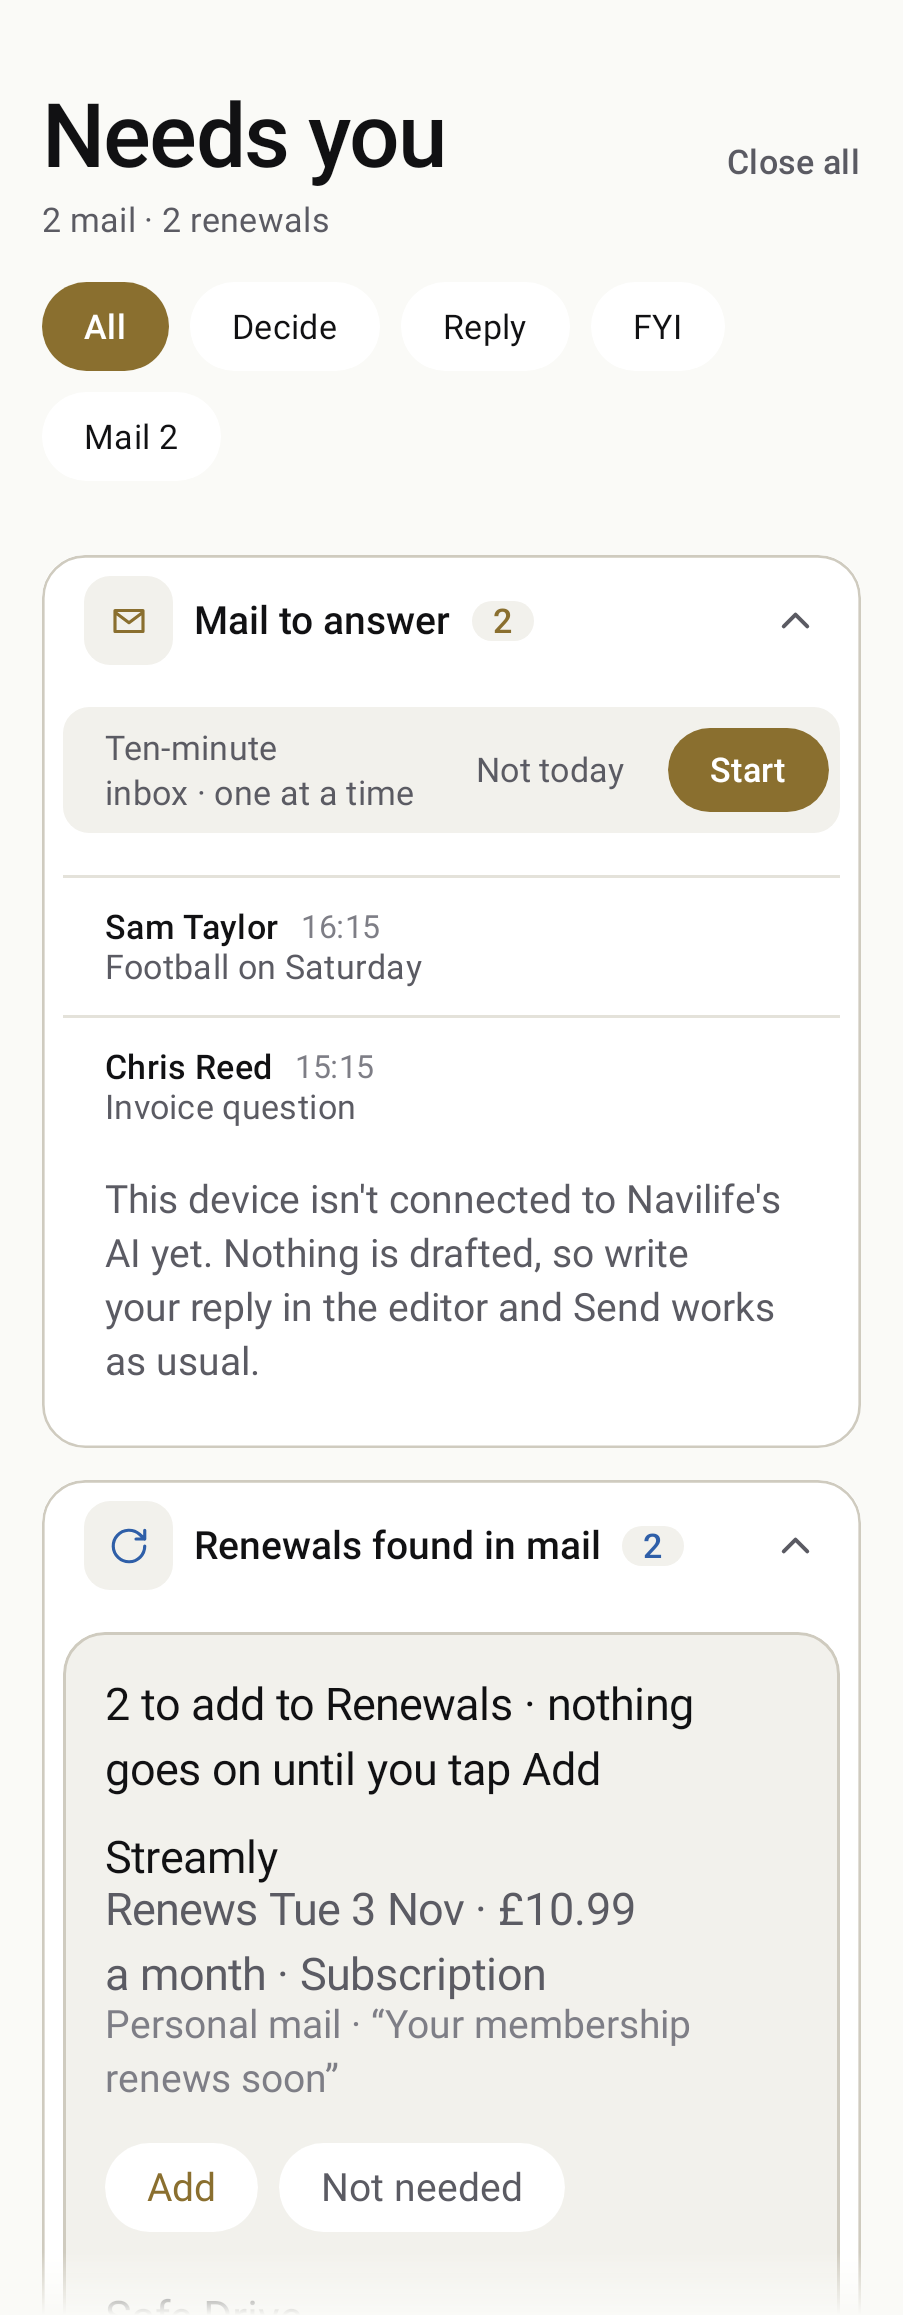 Needs you
Close all
2 mail · 2 renewals
All
Decide
Reply
FYI
Mail 2
Mail to answer
2
Ten-minute
inbox · one at a time
Not today
Start
Sam Taylor 16:15
Football on Saturday
Chris Reed 15:15
Invoice question
This device isn't connected to Navilife's
AI yet. Nothing is drafted, so write
your reply in the editor and Send works
as usual.
Renewals found in mail
2
2 to add to Renewals · nothing
goes on until you tap Add
Streamly
Renews Tue 3 Nov · £10.99
a month · Subscription
Personal mail · “Your membership
renews soon”
Add
Not needed